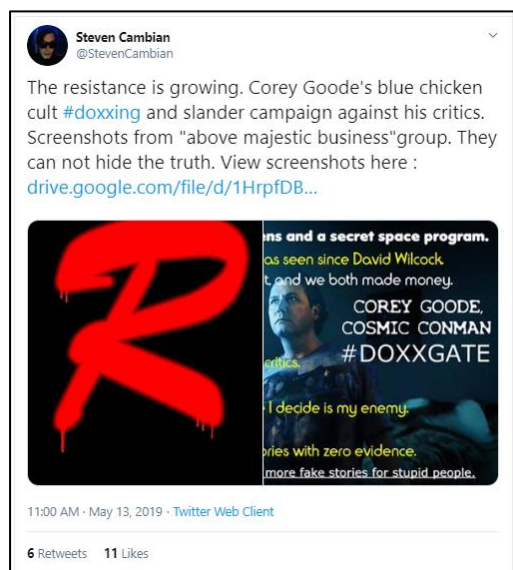 Steven Cambian
@StevenCambian
The resistance is growing. Corey Goode's blue chicken
cult #doxxing and slander campaign against his critics.
Screenshots from "above majestic business"group. They
can not hide the truth. View screenshots here :
drive.google.com/file/d/1HrpfDB...
R
ns and a secret space program.
as seen since David Wilcock
t, and we both made money.
COREY GOODE,
COSMIC CONMAN
#DOXXGATE
critics.
I decide is my enemy.
ries with zero evidence.
more fake stories for stupid people.
11:00 AM · May 13, 2019 · Twitter Web Client
6 Retweets 11 Likes